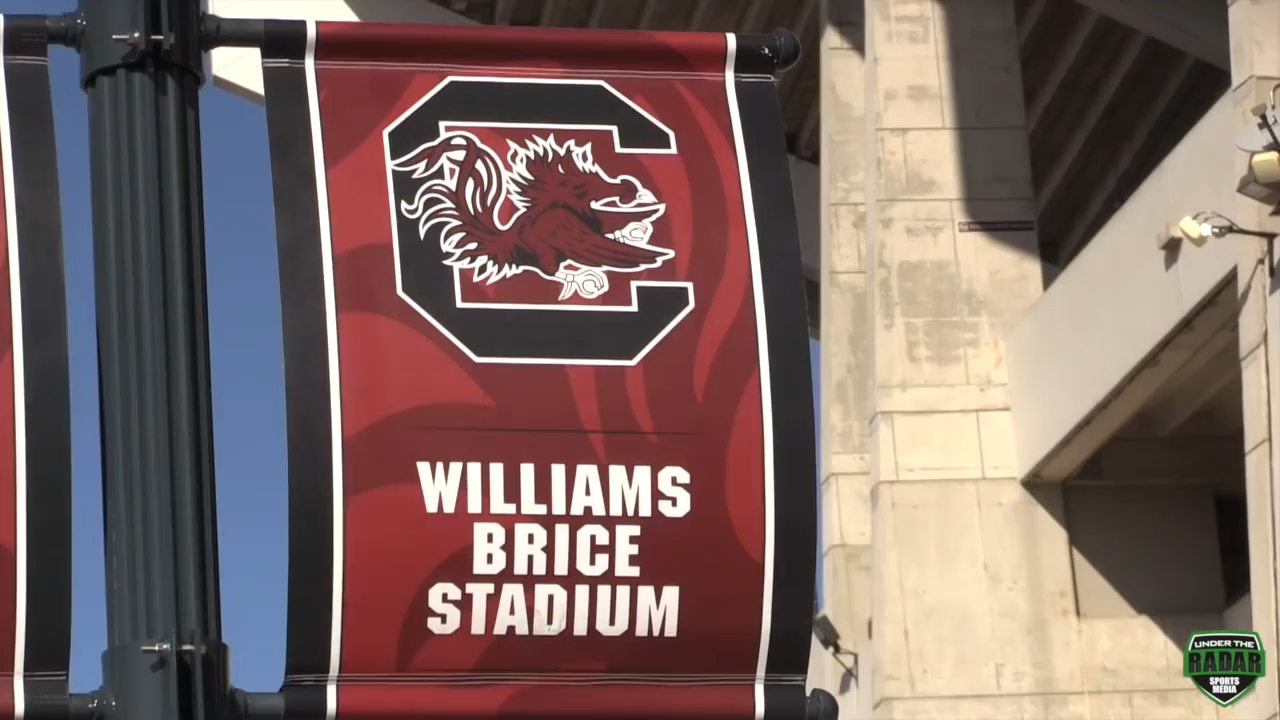 C
WILLIAMS
BRICE
STADIUM
UNDER THE
RADAR
SPORTS
MEDIA